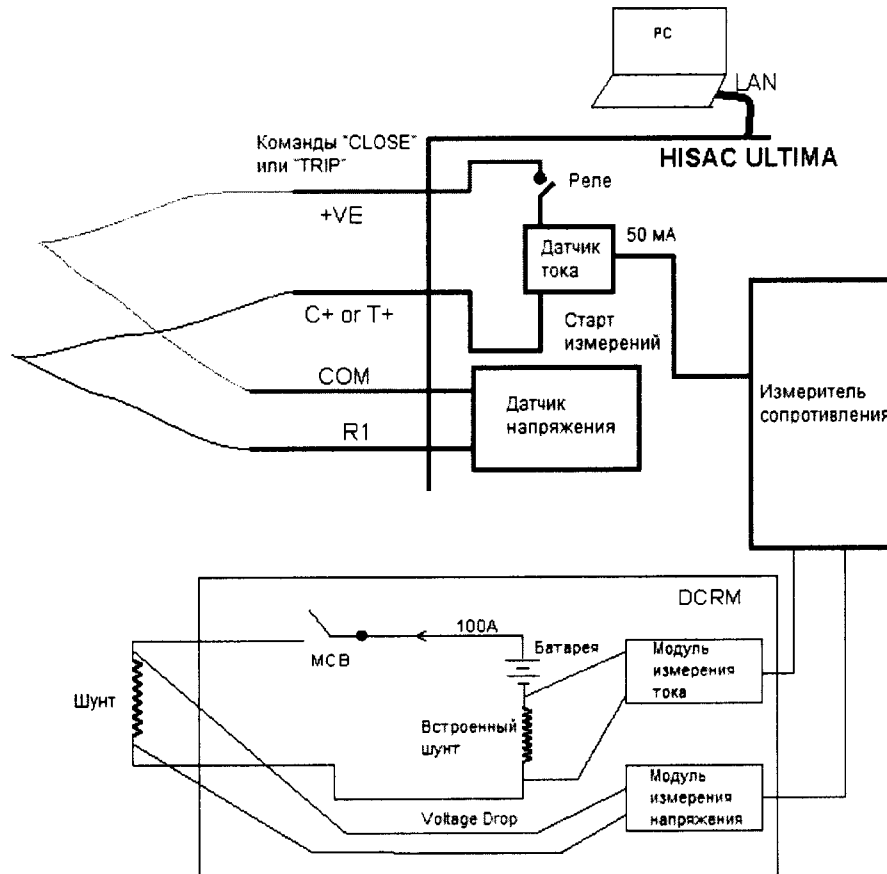 PC
LAN
Команды "CLOSE"
или "TRIP"
HISAC ULTIMA
Реле
+VE
Датчик
тока
50 мА
C+ or T+
Старт
измерений
COM
Датчик
напряжения
R1
Измеритель
сопротивления
DCRM
100A
MCB
Батарея
Модуль
измерения
тока
Шунт
Встроенный
шунт
Модуль
измерения
напряжения
Voltage Drop